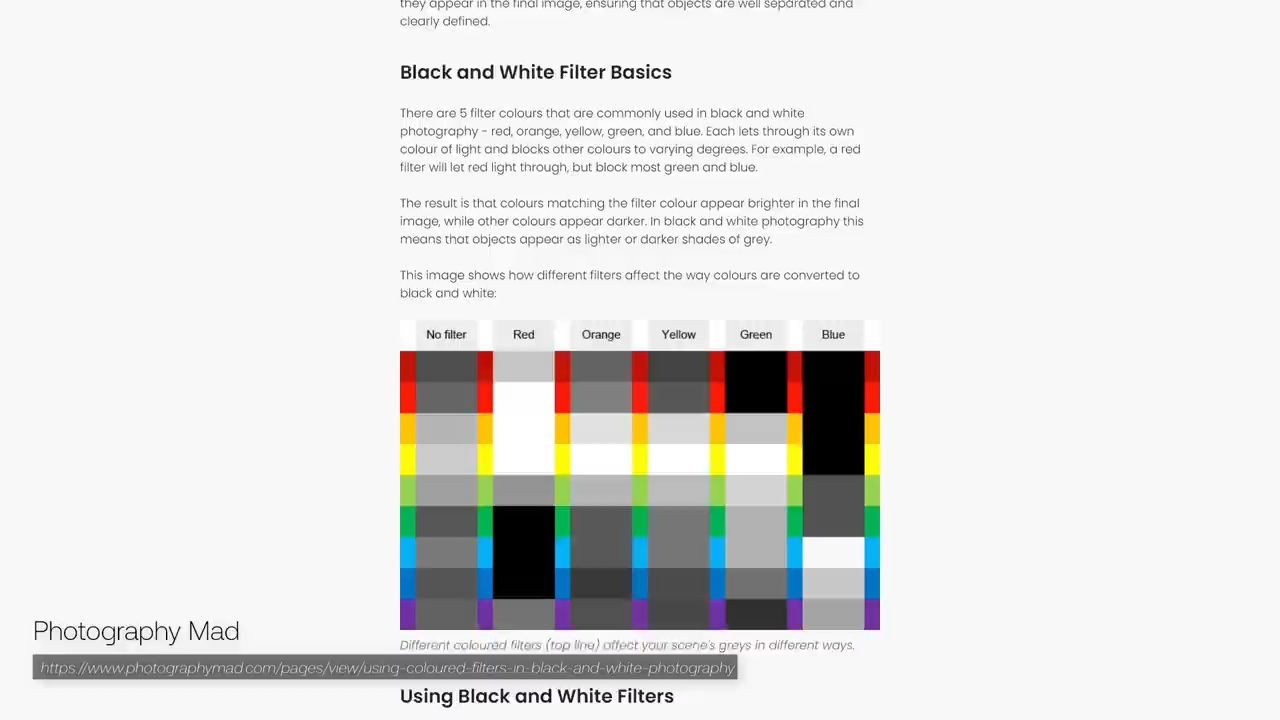 they appear in the final image, ensuring that objects are well separated and
clearly defined.
Black and White Filter Basics
There are 5 filter colours that are commonly used in black and white
photography - red, orange, yellow, green, and blue. Each lets through its own
colour of light and blocks other colours to varying degrees. For example, a red
filter will let red light through, but block most green and blue.
The result is that colours matching the filter colour appear brighter in the final
image, while other colours appear darker. In black and white photography this
means that objects appear as lighter or darker shades of grey.
This image shows how different filters affect the way colours are converted to
black and white:
No filter Red Orange Yellow Green Blue
Different coloured filters (top line) affect your scene's greys in different ways.
Photography Mad
https://www.photographymad.com/pages/view/using-coloured-filters-in-black-and-white-photography
Using Black and White Filters